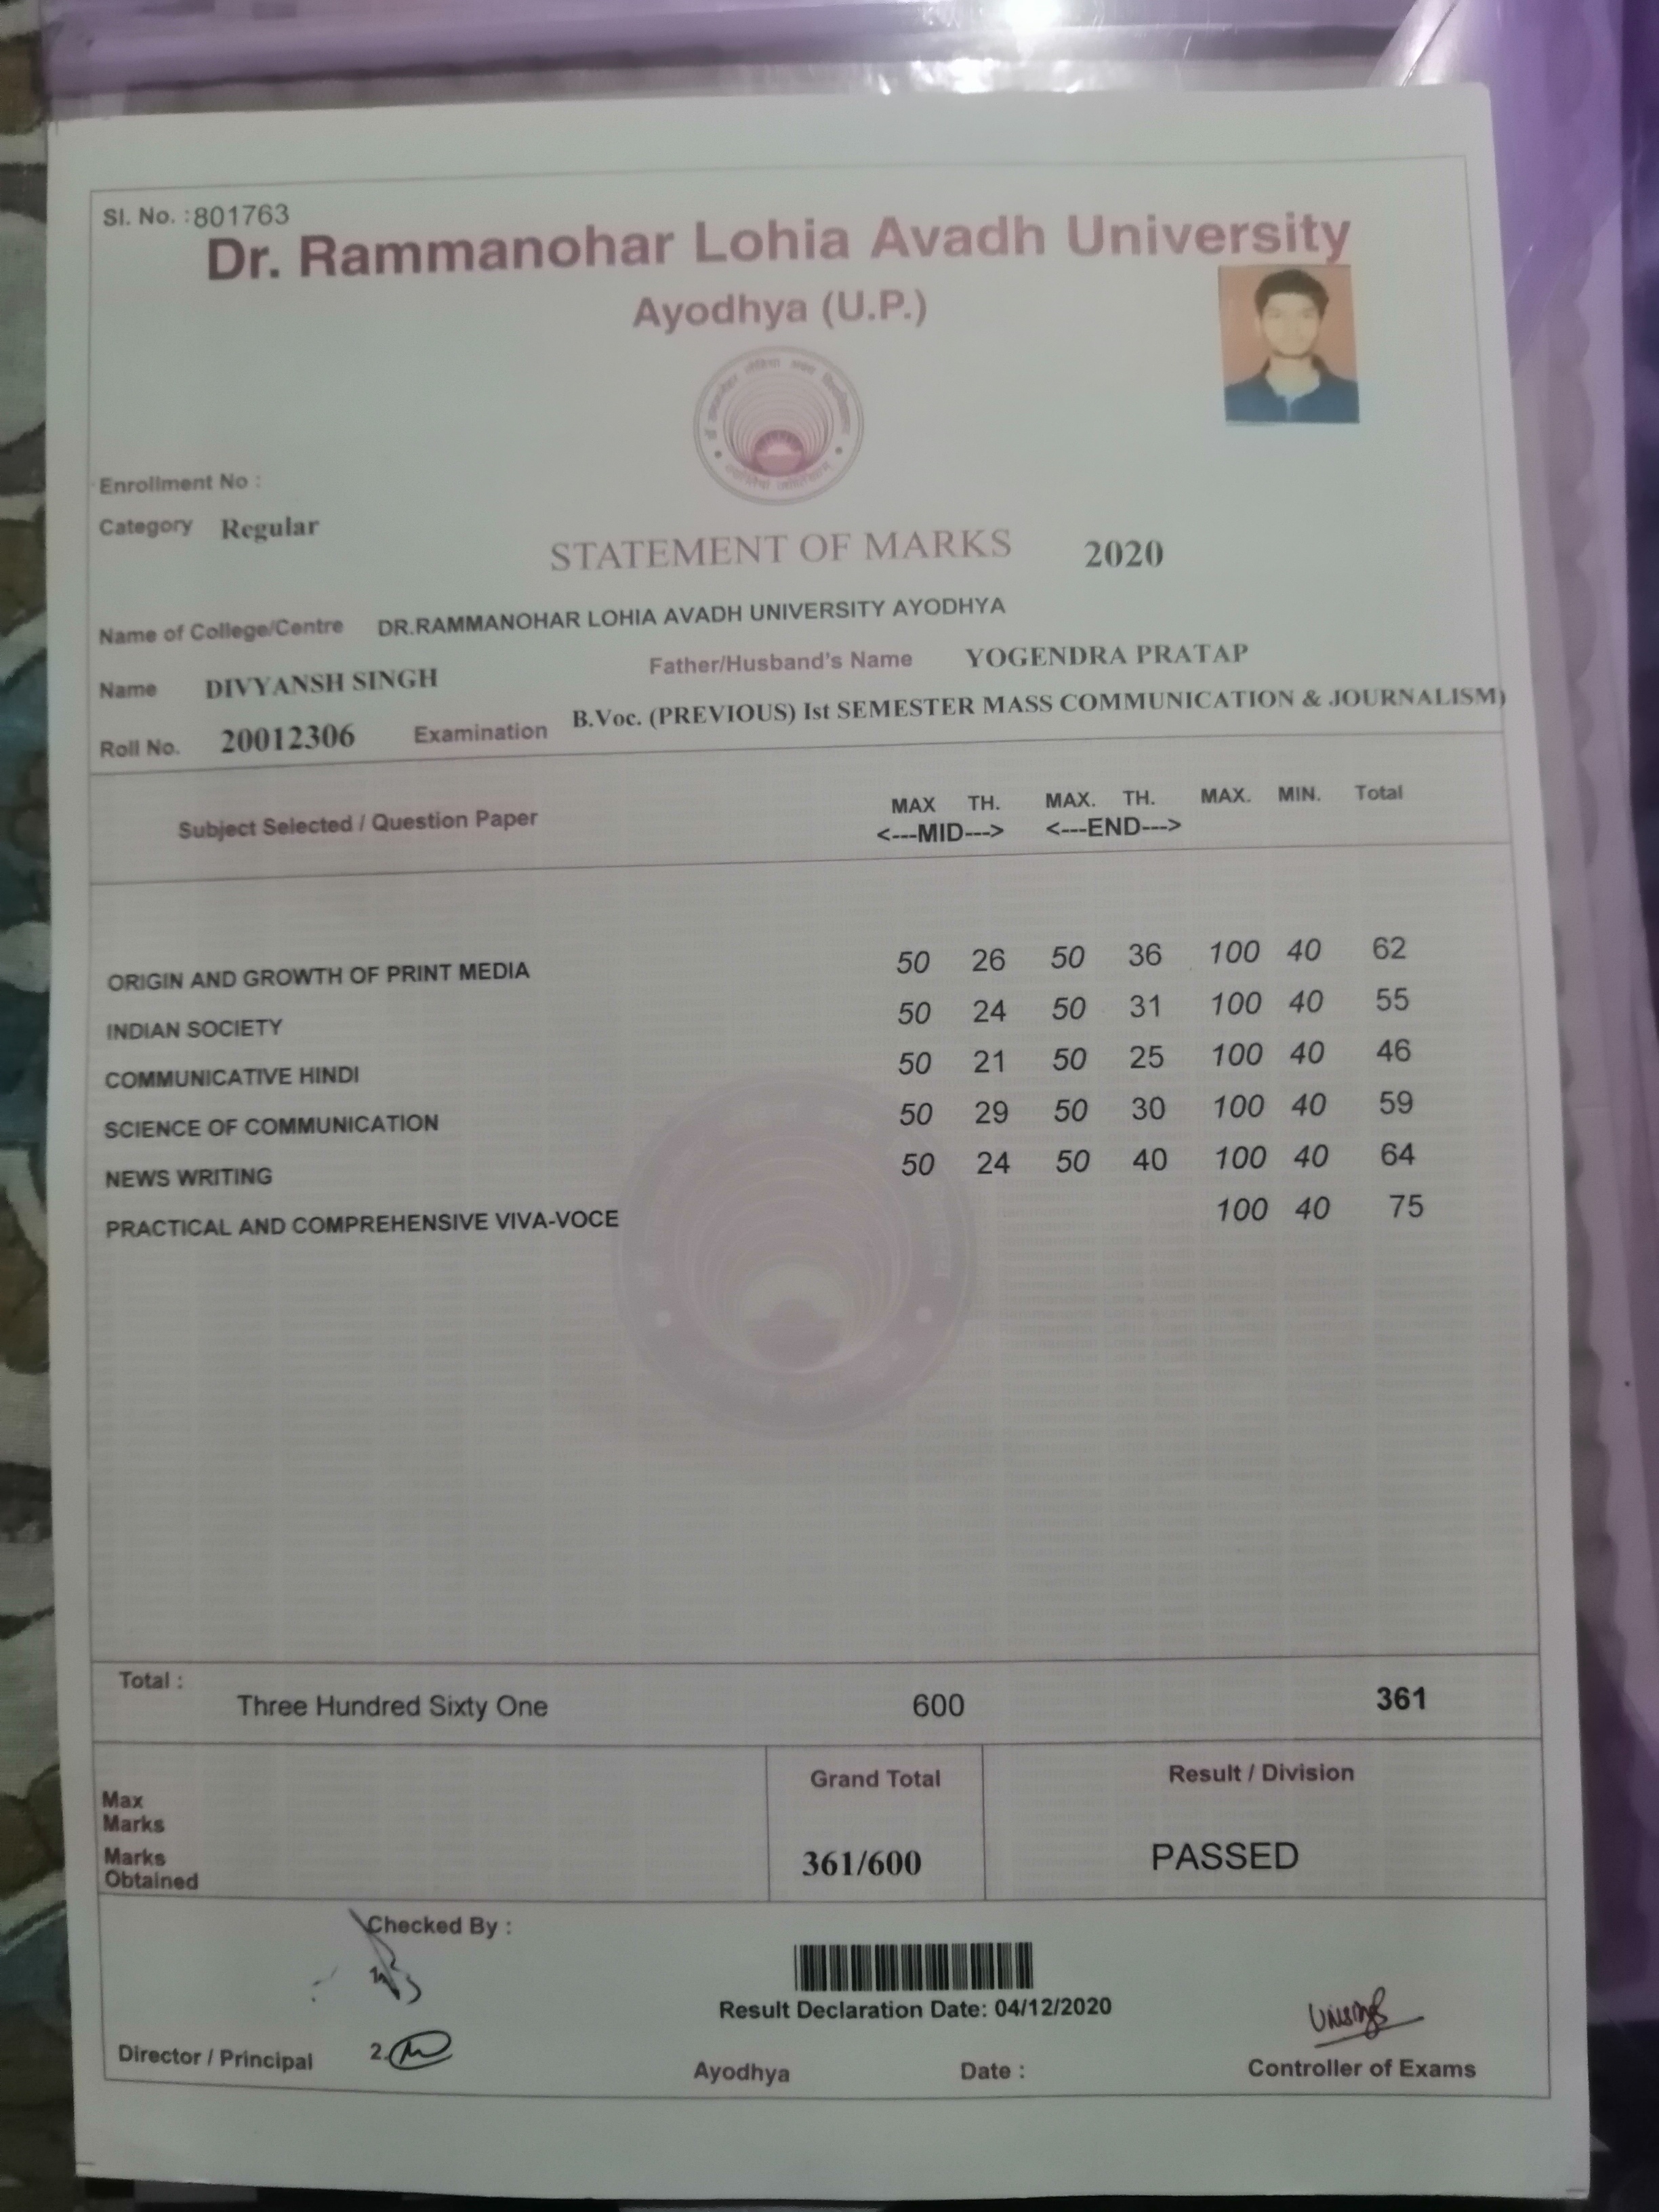 Sl. No. :801763
Dr. Rammanohar Lohia Avadh University
Ayodhya (U.P.)
Enrollment No :
Category Regular
STATEMENT OF MARKS 2020
Name of College/Centre DR.RAMMANOHAR LOHIA AVADH UNIVERSITY AYODHYA
Name DIVYANSH SINGH Father/Husband's Name YOGENDRA PRATAP
Roll No. 20012306 Examination B.Voc. (PREVIOUS) Ist SEMESTER MASS COMMUNICATION & JOURNALISM)
Subject Selected / Question Paper MAX TH. MAX. TH. MAX. MIN. Total
<---MID---> <---END--->
ORIGIN AND GROWTH OF PRINT MEDIA 50 26 50 36 100 40 62
INDIAN SOCIETY 50 24 50 31 100 40 55
COMMUNICATIVE HINDI 50 21 50 25 100 40 46
SCIENCE OF COMMUNICATION 50 29 50 30 100 40 59
NEWS WRITING 50 24 50 40 100 40 64
PRACTICAL AND COMPREHENSIVE VIVA-VOCE 100 40 75
Total :
Three Hundred Sixty One 600 361
Grand Total Result / Division
Max
Marks
Marks
Obtained
361/600 PASSED
Checked By :
Result Declaration Date: 04/12/2020
Director / Principal 2.
Ayodhya Date : Controller of Exams